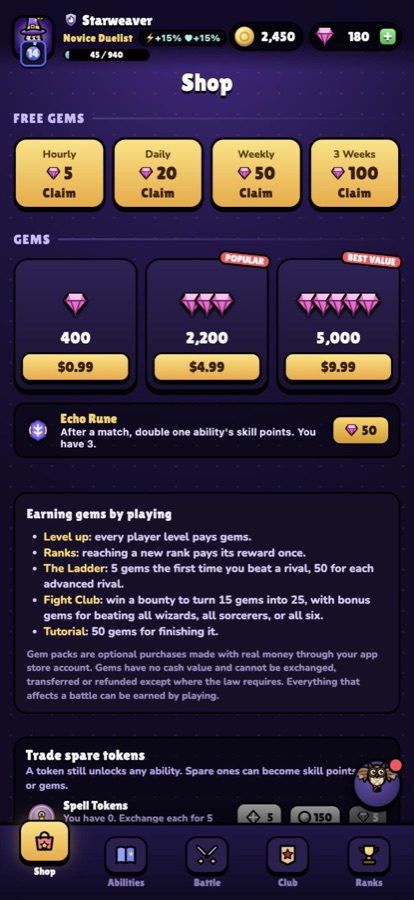 Starweaver
Novice Duelist +15% +15% 2,450 180
14
45 / 940
Shop
FREE GEMS
Hourly Daily Weekly 3 Weeks
5 20 50 100
Claim Claim Claim Claim
GEMS
POPULAR BEST VALUE
400 2,200 5,000
$0.99 $4.99 $9.99
Echo Rune
After a match, double one ability's skill points. You
have 3.
50
Earning gems by playing
• Level up: every player level pays gems.
• Ranks: reaching a new rank pays its reward once.
• The Ladder: 5 gems the first time you beat a rival, 50 for each
advanced rival.
• Fight Club: win a bounty to turn 15 gems into 25, with bonus
gems for beating all wizards, all sorcerers, or all six.
• Tutorial: 50 gems for finishing it.
Gem packs are optional purchases made with real money through your app
store account. Gems have no cash value and cannot be exchanged,
transferred or refunded except where the law requires. Everything that
affects a battle can be earned by playing.
Trade spare tokens
A token still unlocks any ability. Spare ones can become skill points
or gems.
Spell Tokens
You have 0. Exchange each for 5
5 150 5
Shop Abilities Battle Club Ranks